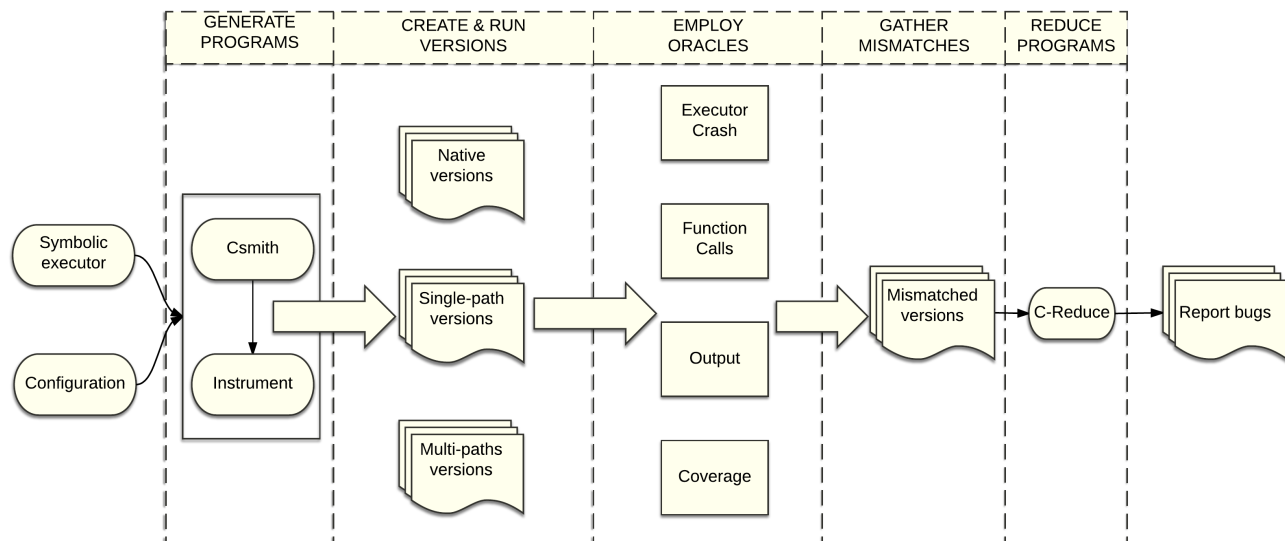 GENERATE
PROGRAMS
CREATE & RUN
VERSIONS
EMPLOY
ORACLES
GATHER
MISMATCHES
REDUCE
PROGRAMS
Symbolic
executor
Configuration
Csmith
Instrument
Native
versions
Single-path
versions
Multi-paths
versions
Executor
Crash
Function
Calls
Output
Coverage
Mismatched
versions
C-Reduce
Report bugs